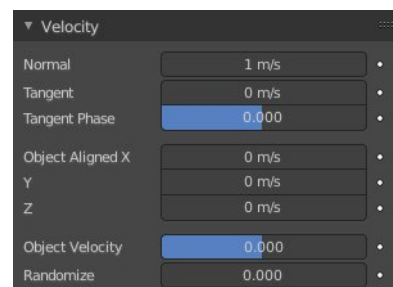 Velocity
Normal 1 m/s
Tangent 0 m/s
Tangent Phase 0.000
Object Aligned X 0 m/s
Y 0 m/s
Z 0 m/s
Object Velocity 0.000
Randomize 0.000